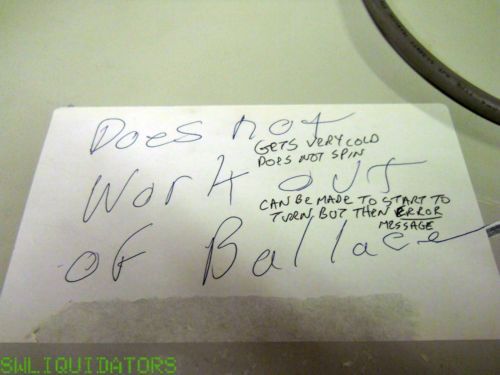 Does not
GETS VERY COLD
DOES NOT SPIN
Work out
CAN BE MADE TO START TO
TURN, BUT THEN ERROR
MESSAGE
OF Ballace
SWLIQUIDATORS